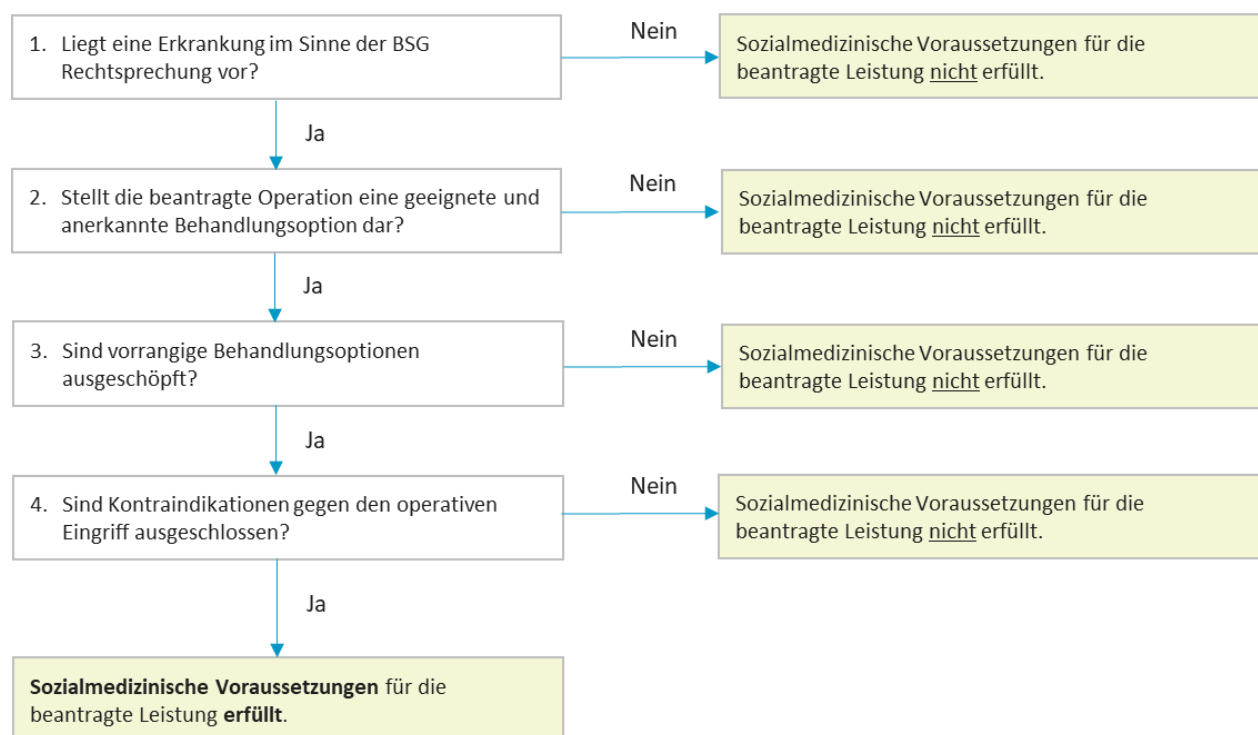 1. Liegt eine Erkrankung im Sinne der BSG
Rechtsprechung vor?
Nein
Sozialmedizinische Voraussetzungen für die
beantragte Leistung nicht erfüllt.
Ja
2. Stellt die beantragte Operation eine geeignete und
anerkannte Behandlungsoption dar?
Nein
Sozialmedizinische Voraussetzungen für die
beantragte Leistung nicht erfüllt.
Ja
3. Sind vorrangige Behandlungsoptionen
ausgeschöpft?
Nein
Sozialmedizinische Voraussetzungen für die
beantragte Leistung nicht erfüllt.
Ja
4. Sind Kontraindikationen gegen den operativen
Eingriff ausgeschlossen?
Nein
Sozialmedizinische Voraussetzungen für die
beantragte Leistung nicht erfüllt.
Ja
Sozialmedizinische Voraussetzungen für die
beantragte Leistung erfüllt.